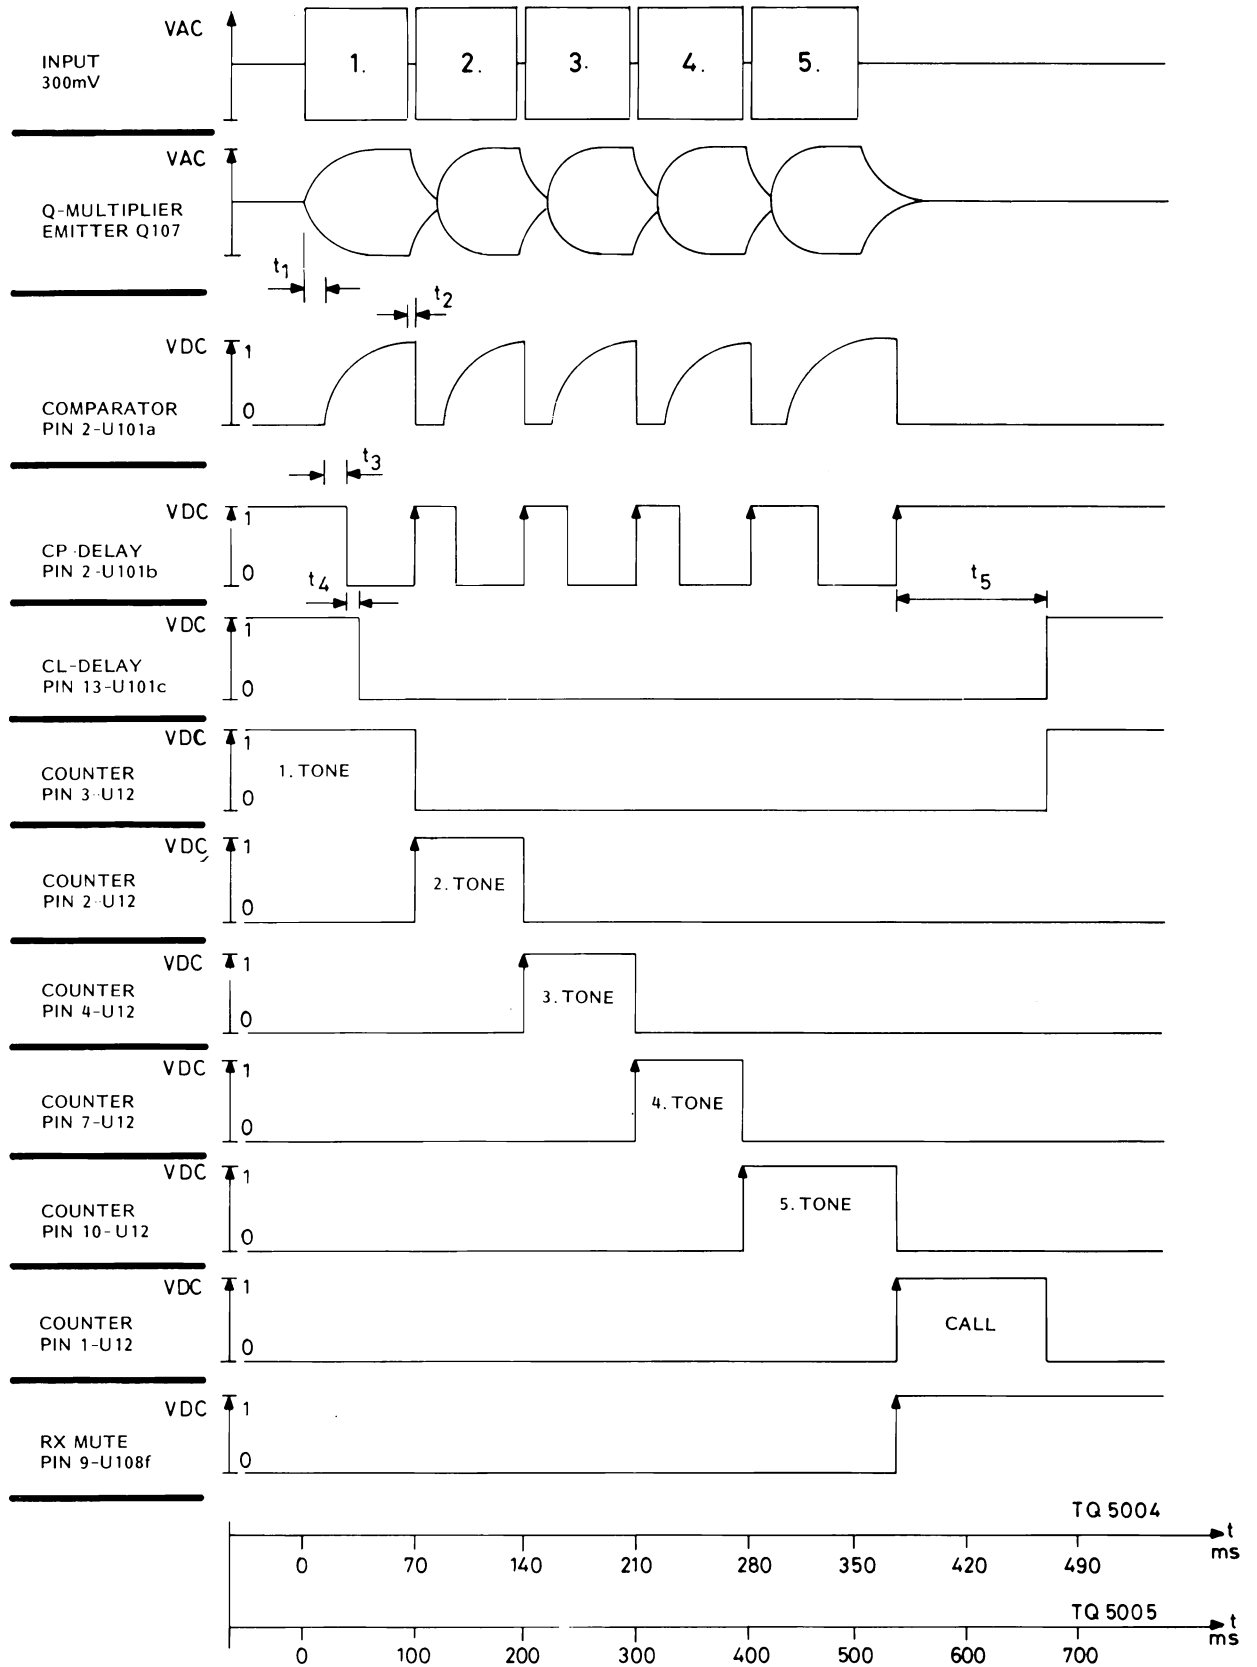 VAC
INPUT
300mV
1.
2.
3.
4.
5.
VAC
Q-MULTIPLIER
EMITTER Q107
t1
t2
VDC
1
COMPARATOR
PIN 2-U101a
0
t3
VDC
1
CP-DELAY
PIN 2-U101b
0
t4
t5
VDC
1
CL-DELAY
PIN 13-U101c
0
VDC
1
COUNTER
PIN 3-U12
0
1. TONE
VDC
1
COUNTER
PIN 2-U12
0
2. TONE
VDC
1
COUNTER
PIN 4-U12
0
3. TONE
VDC
1
COUNTER
PIN 7-U12
0
4. TONE
VDC
1
COUNTER
PIN 10-U12
0
5. TONE
VDC
1
COUNTER
PIN 1-U12
0
CALL
VDC
1
RX MUTE
PIN 9-U108f
0
TQ 5004
t
ms
0 70 140 210 280 350 420 490
TQ 5005
t
ms
0 100 200 300 400 500 600 700